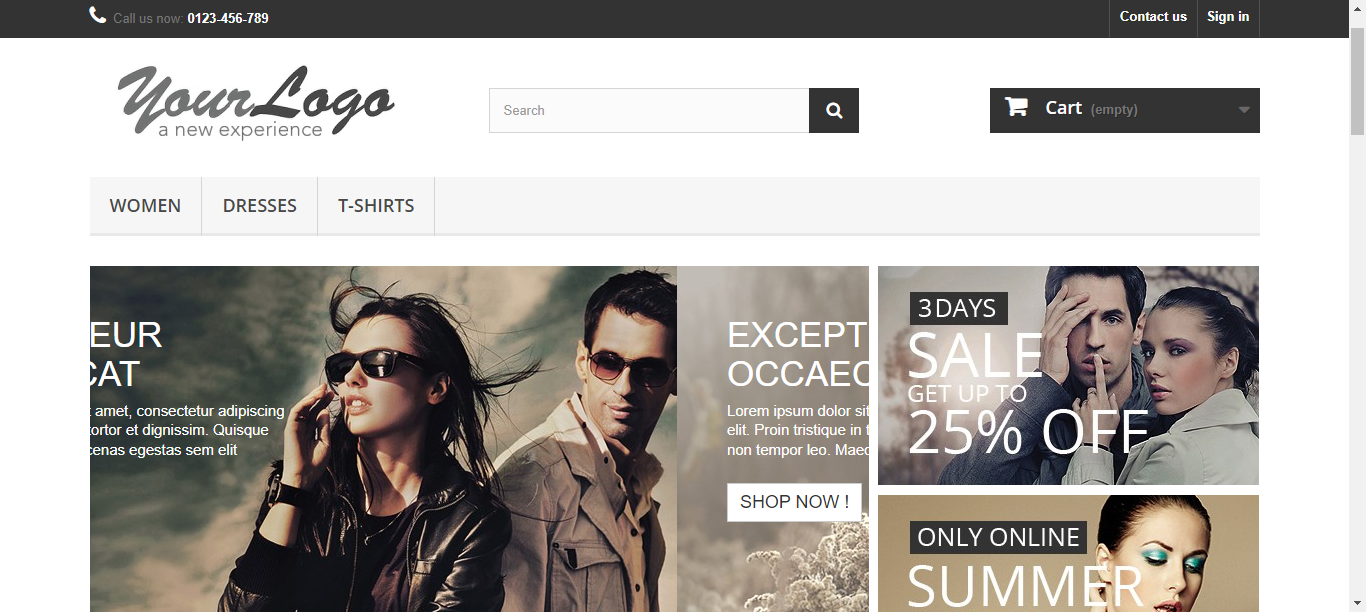 Call us now: 0123-456-789
Contact us
Sign in
YourLogo
a new experience
Search
Cart (empty)
WOMEN
DRESSES
T-SHIRTS
EUR
CAT
t amet, consectetur adipiscing
tortor et dignissim. Quisque
cenas egestas sem elit
EXCEPT
OCCAEC
Lorem ipsum dolor sit
elit. Proin tristique in t
non tempor leo. Maec
SHOP NOW !
3 DAYS
SALE
GET UP TO
25% OFF
ONLY ONLINE
SUMMER